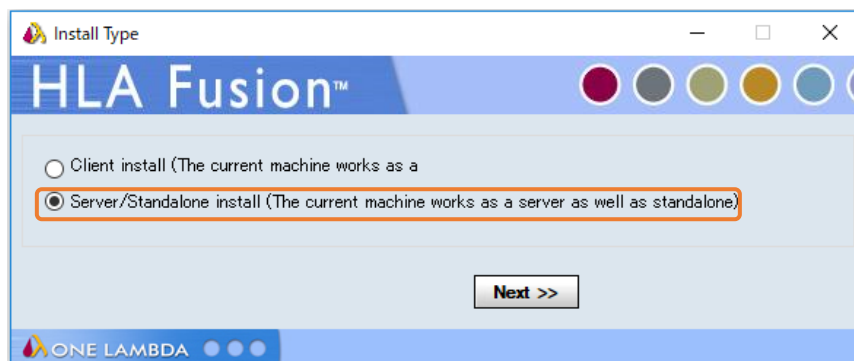 Install Type
HLA Fusion™
Client install (The current machine works as a
Server/Standalone install (The current machine works as a server as well as standalone)
Next >>
ONE LAMBDA